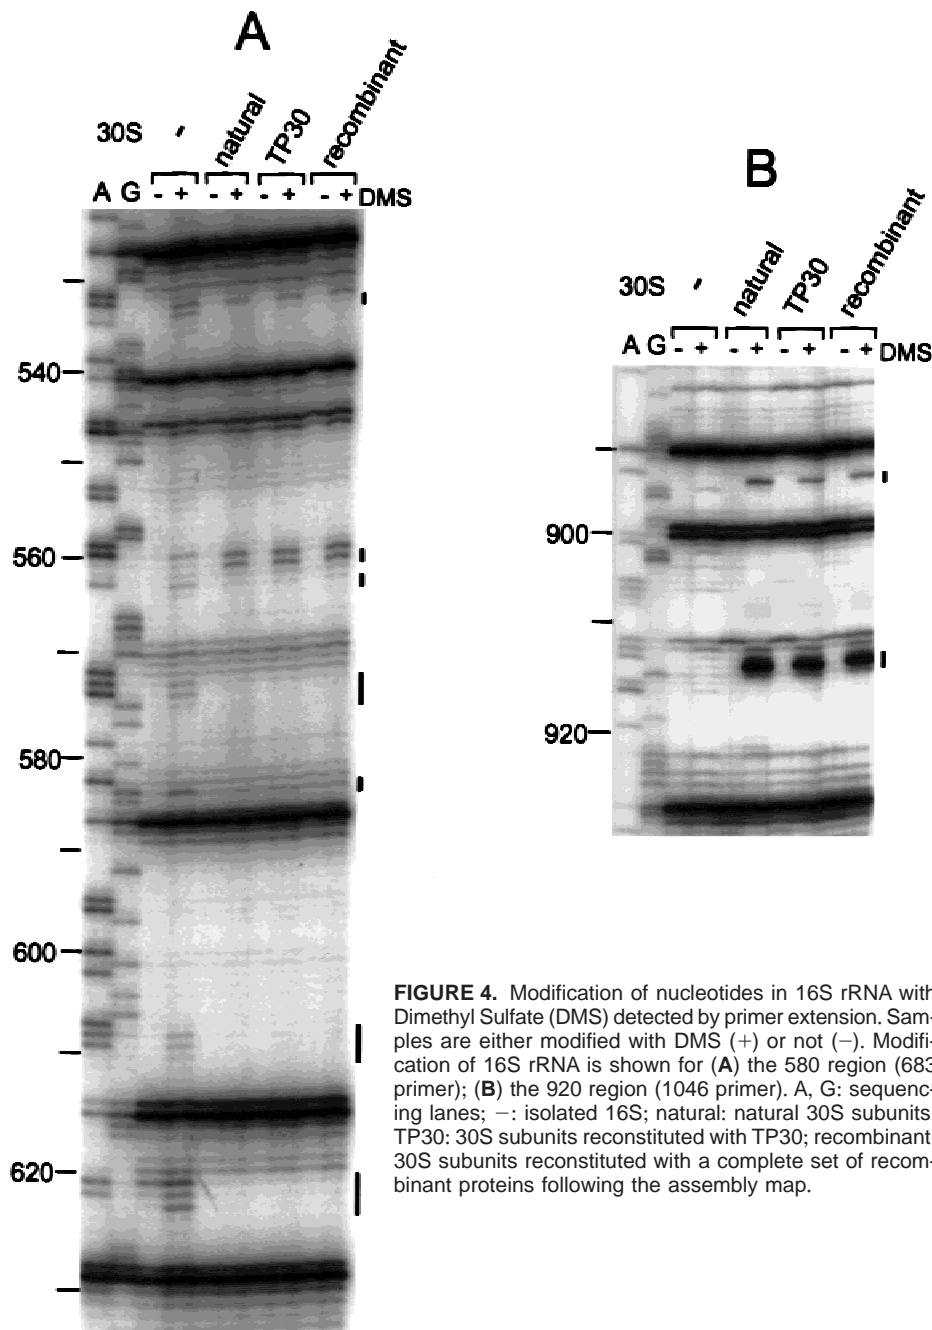 A
30S - natural TP30 recombinant
A G - + - + - + - + DMS
540
560
580
600
620
B
30S - natural TP30 recombinant
A G - + - + - + - + DMS
900
920
FIGURE 4. Modification of nucleotides in 16S rRNA with
Dimethyl Sulfate (DMS) detected by primer extension. Sam-
ples are either modified with DMS (+) or not (−). Modifi-
cation of 16S rRNA is shown for (A) the 580 region (683
primer); (B) the 920 region (1046 primer). A, G: sequenc-
ing lanes; −: isolated 16S; natural: natural 30S subunits
TP30: 30S subunits reconstituted with TP30; recombinant
30S subunits reconstituted with a complete set of recom-
binant proteins following the assembly map.